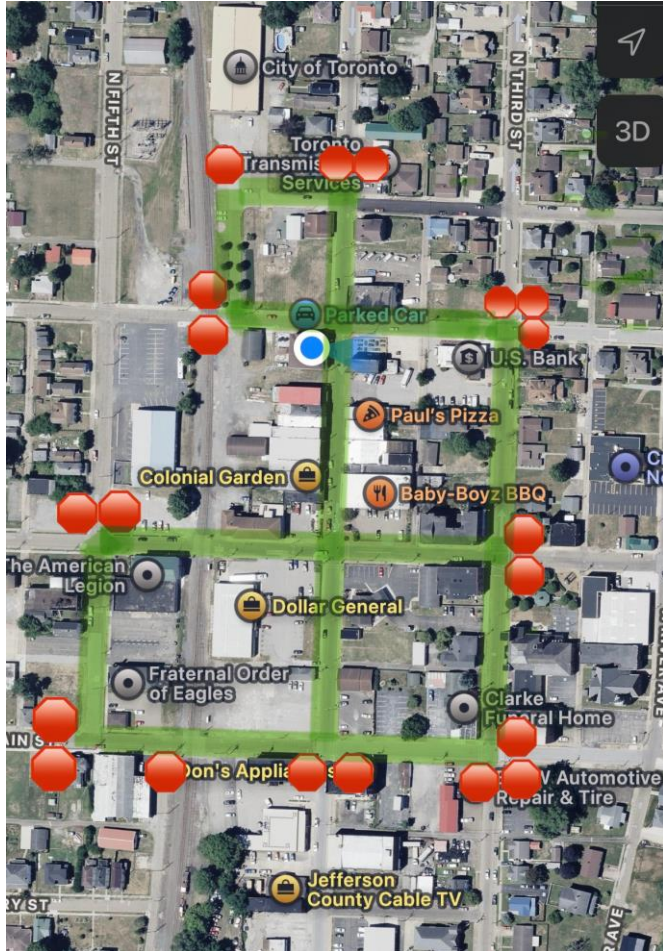 City of Toronto
N FIFTH ST
N THIRD ST
3D
Toronto
Services
Parked Car
U.S. Bank
Paul's Pizza
Colonial Garden
Baby-Boyz BBQ
The American
Legion
Dollar General
Fraternal Order
of Eagles
Clarke
Funeral Home
Don's
Automotive
Repair & Tire
Jefferson
County Cable TV